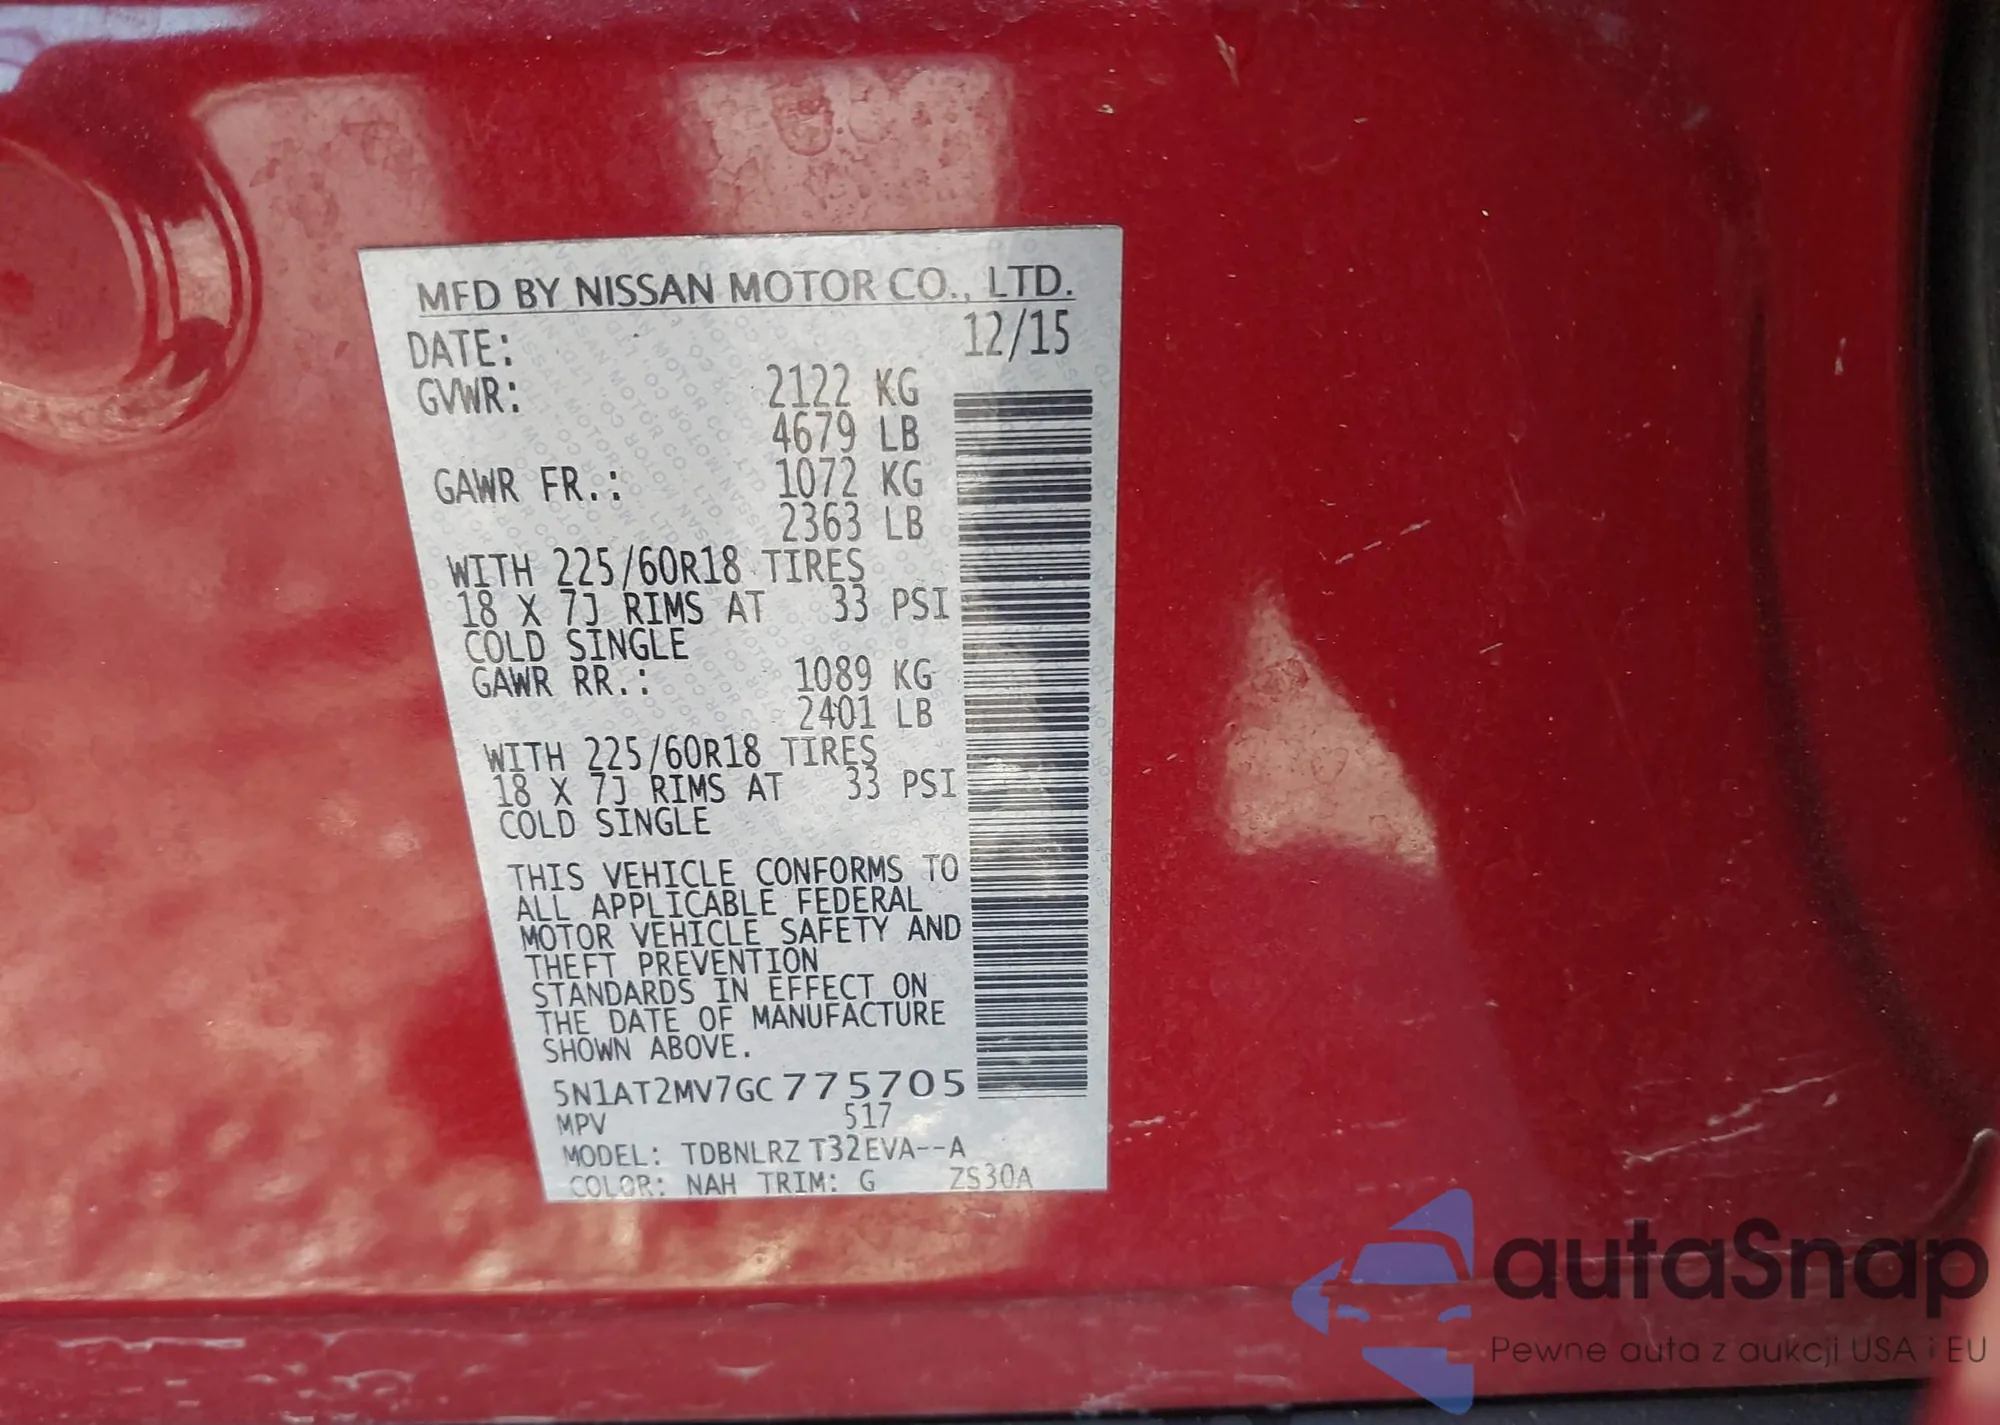 MFD BY NISSAN MOTOR CO., LTD.
DATE: 12/15
GVWR: 2122 KG
4679 LB
GAWR FR.: 1072 KG
2363 LB
WITH 225/60R18 TIRES
18 X 7J RIMS AT 33 PSI
COLD SINGLE
GAWR RR.: 1089 KG
2401 LB
WITH 225/60R18 TIRES
18 X 7J RIMS AT 33 PSI
COLD SINGLE
THIS VEHICLE CONFORMS TO
ALL APPLICABLE FEDERAL
MOTOR VEHICLE SAFETY AND
THEFT PREVENTION
STANDARDS IN EFFECT ON
THE DATE OF MANUFACTURE
SHOWN ABOVE.
5N1AT2MV7GC775705
MPV 517
MODEL: TDBNLRZ T32EVA--A
COLOR: NAH TRIM: G ZS30A
autaSnap
Pewne auta z aukcji USA i EU